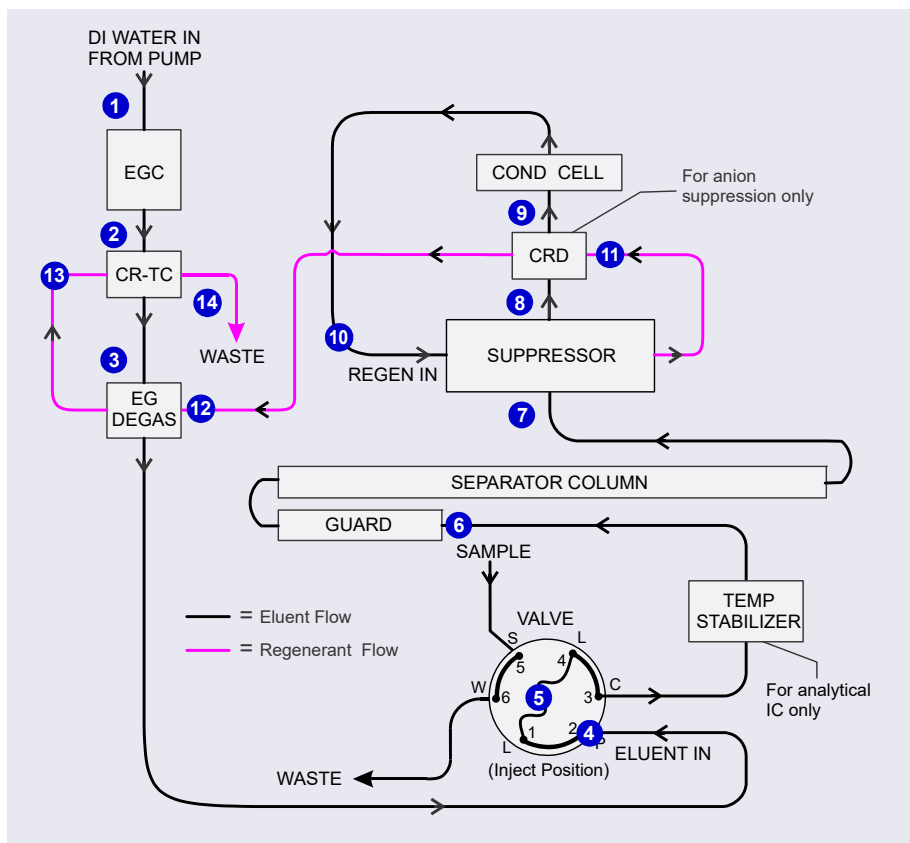 DI WATER IN
FROM PUMP
1
EGC
2
CR-TC
13
14
WASTE
3
EG
DEGAS
12
COND CELL
For anion
suppression only
9
CRD
11
8
10
SUPPRESSOR
REGEN IN
7
SEPARATOR COLUMN
GUARD
6
SAMPLE
TEMP
STABILIZER
For analytical
IC only
= Eluent Flow
= Regenerant Flow
VALVE
S
L
5
4
W
6
5
3
C
1
2
4
P
L
ELUENT IN
(Inject Position)
WASTE